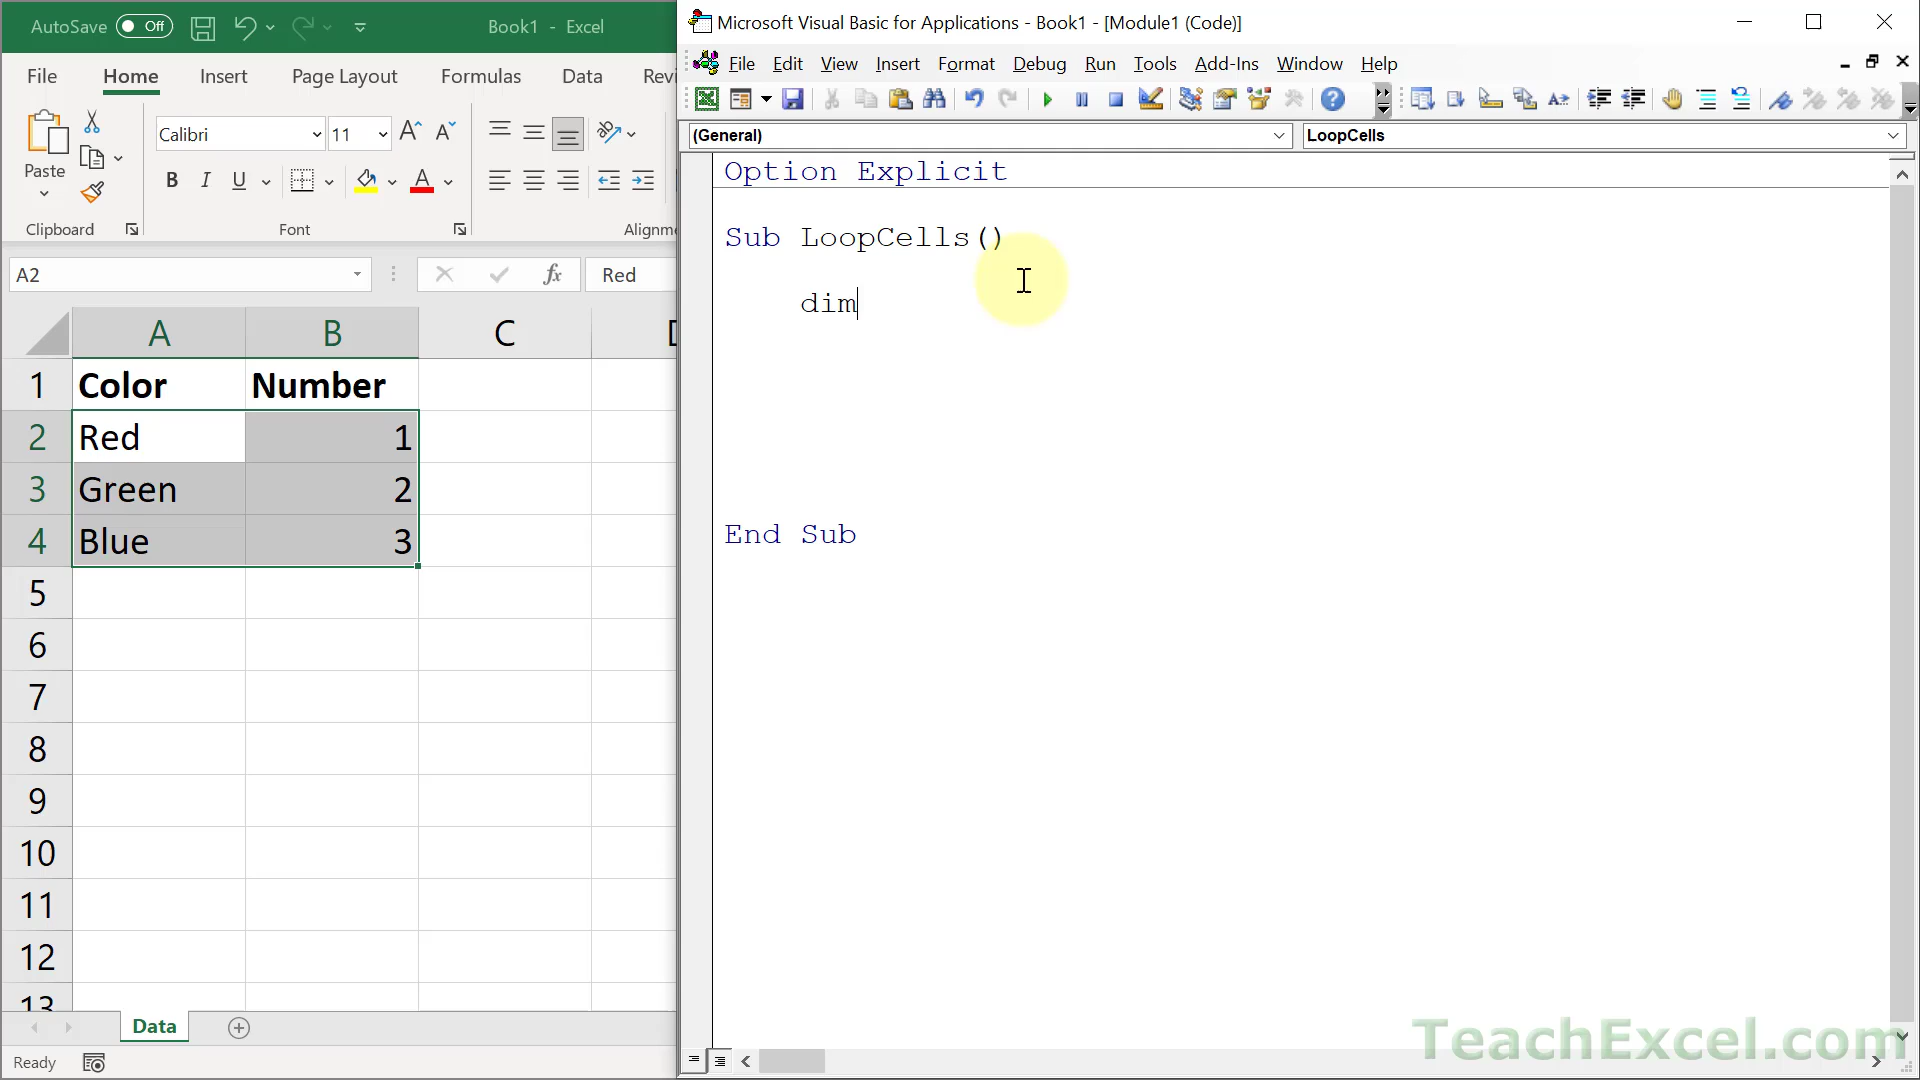 AutoSave Off Book1 - Excel
File Home Insert Page Layout Formulas Data Revi
Calibri 11
Paste
B I U A
Clipboard Font Alignme
A2 fx Red
A B C D
1 Color Number
2 Red 1
3 Green 2
4 Blue 3
5
6
7
8
9
10
11
12
13
Data
Ready
Microsoft Visual Basic for Applications - Book1 - [Module1 (Code)]
File Edit View Insert Format Debug Run Tools Add-Ins Window Help
(General) LoopCells
Option Explicit
Sub LoopCells()
dim
End Sub
TeachExcel.com